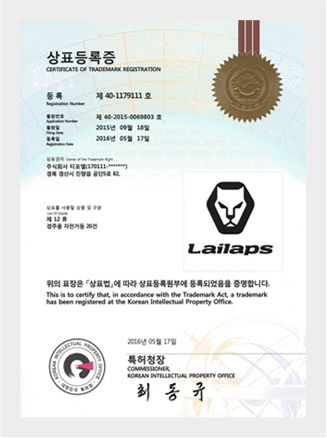 상표등록증
CERTIFICATE OF TRADEMARK REGISTRATION
등 록 제 40-1179111 호
Registration Number
출원번호 제 40-2015-0069803 호
Application Number
출원일 2015년 09월 18일
Filing Date
등록일 2016년 05월 17일
Registration Date
상표권자 Owner of the Trademark Right
주식회사 티포엘(170111-*******)
경북 경산시 진량읍 공단5로 82,
상표를 사용할 상품 및 구분
List Of Goods
제 12 류
경주용 자전거등 20건
Lailaps
위의 표장은 「상표법」에 따라 상표등록원부에 등록되었음을 증명합니다.
This is to certify that, in accordance with the Trademark Act, a trademark
has been registered at the Korean Intellectual Property Office.
2016년 05월 17일
특허청장
COMMISSIONER,
KOREAN INTELLECTUAL PROPERTY OFFICE
최동규
KOREAN INTELLECTUAL PROPERTY OFFICE
대한민국 특허청